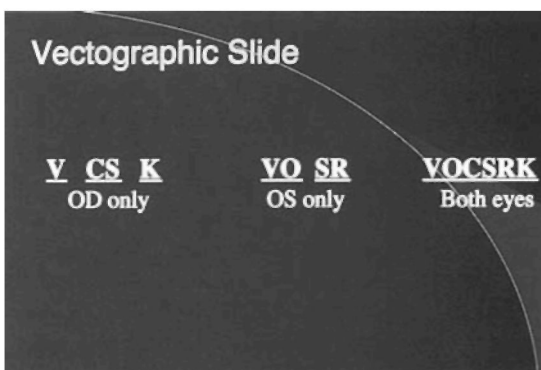 Vectographic Slide
V CS K VO SR VOCSRK
OD only OS only Both eyes